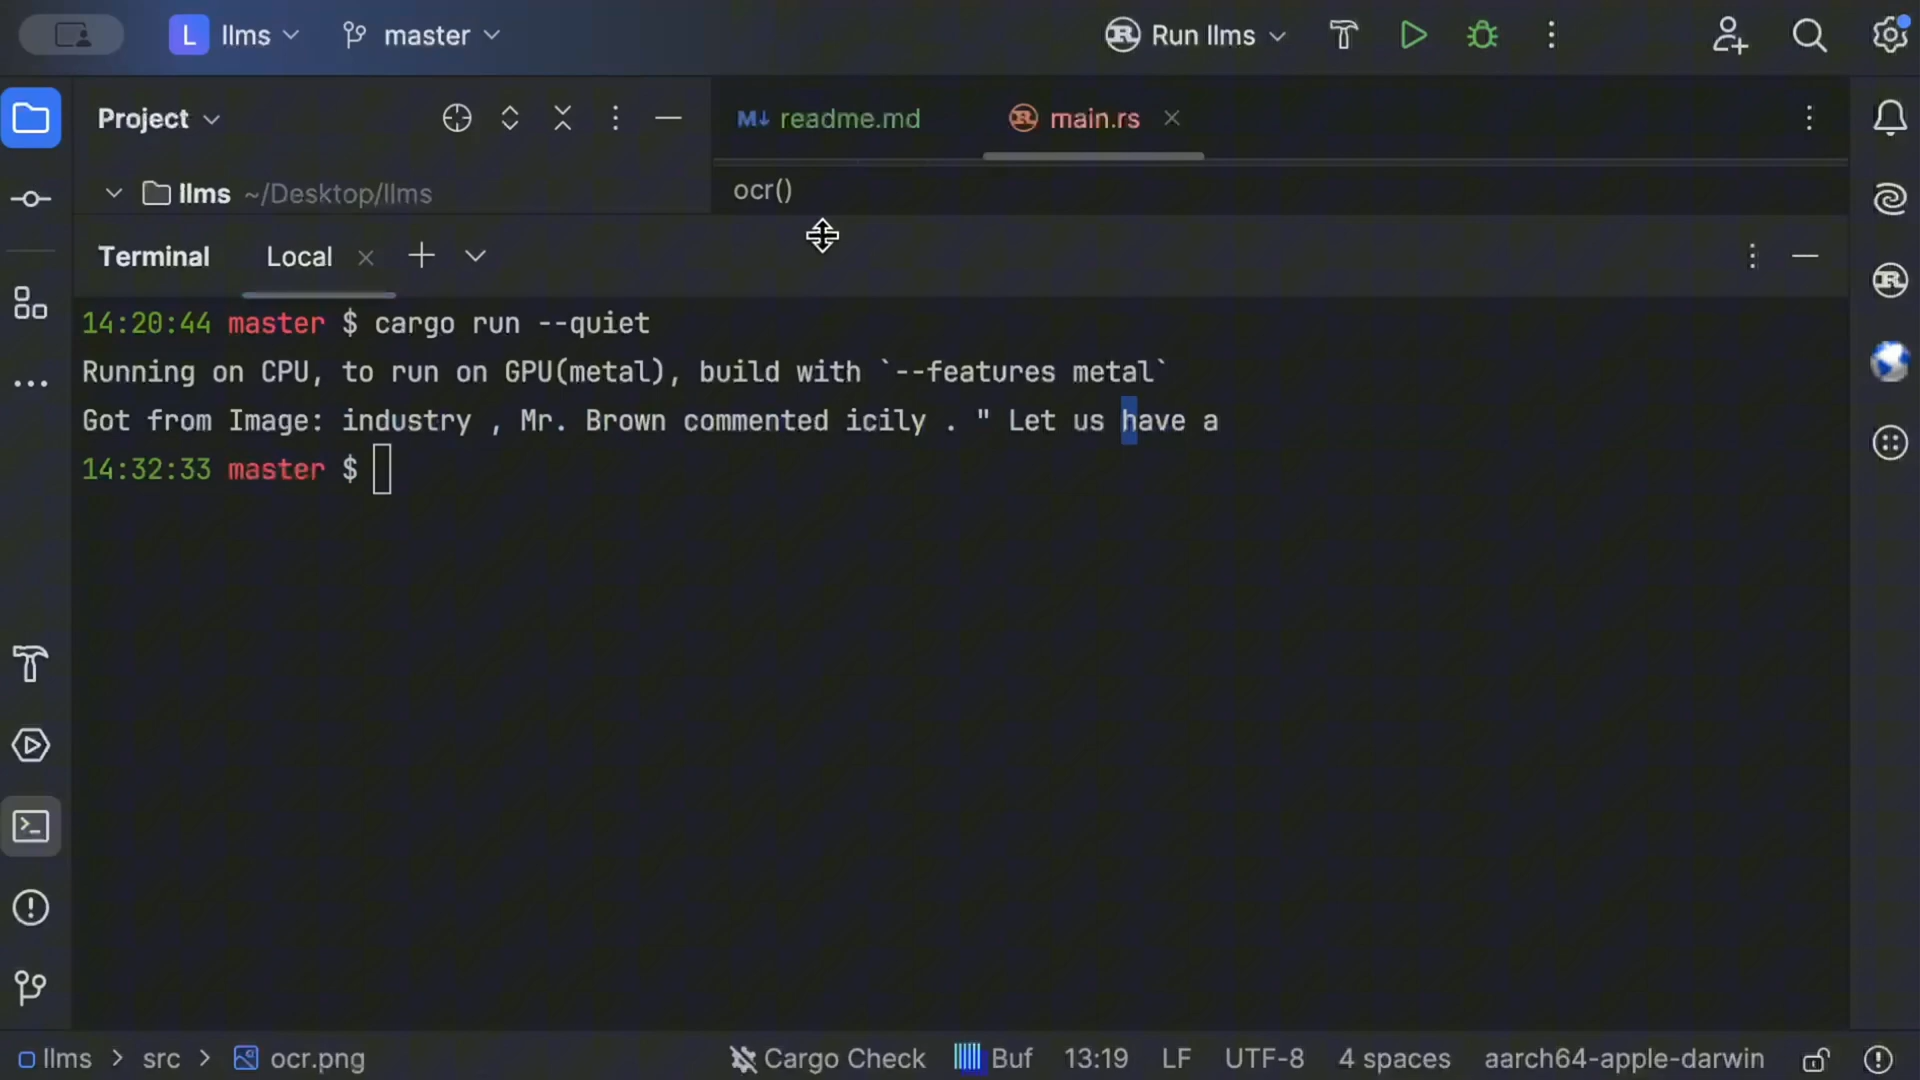 L llms master Run llms
Project readme.md main.rs
llms ~/Desktop/llms ocr()
Terminal Local
14:20:44 master $ cargo run --quiet
Running on CPU, to run on GPU(metal), build with `--features metal`
Got from Image: industry , Mr. Brown commented icily . " Let us have a
14:32:33 master $
llms > src > ocr.png Cargo Check Buf 13:19 LF UTF-8 4 spaces aarch64-apple-darwin